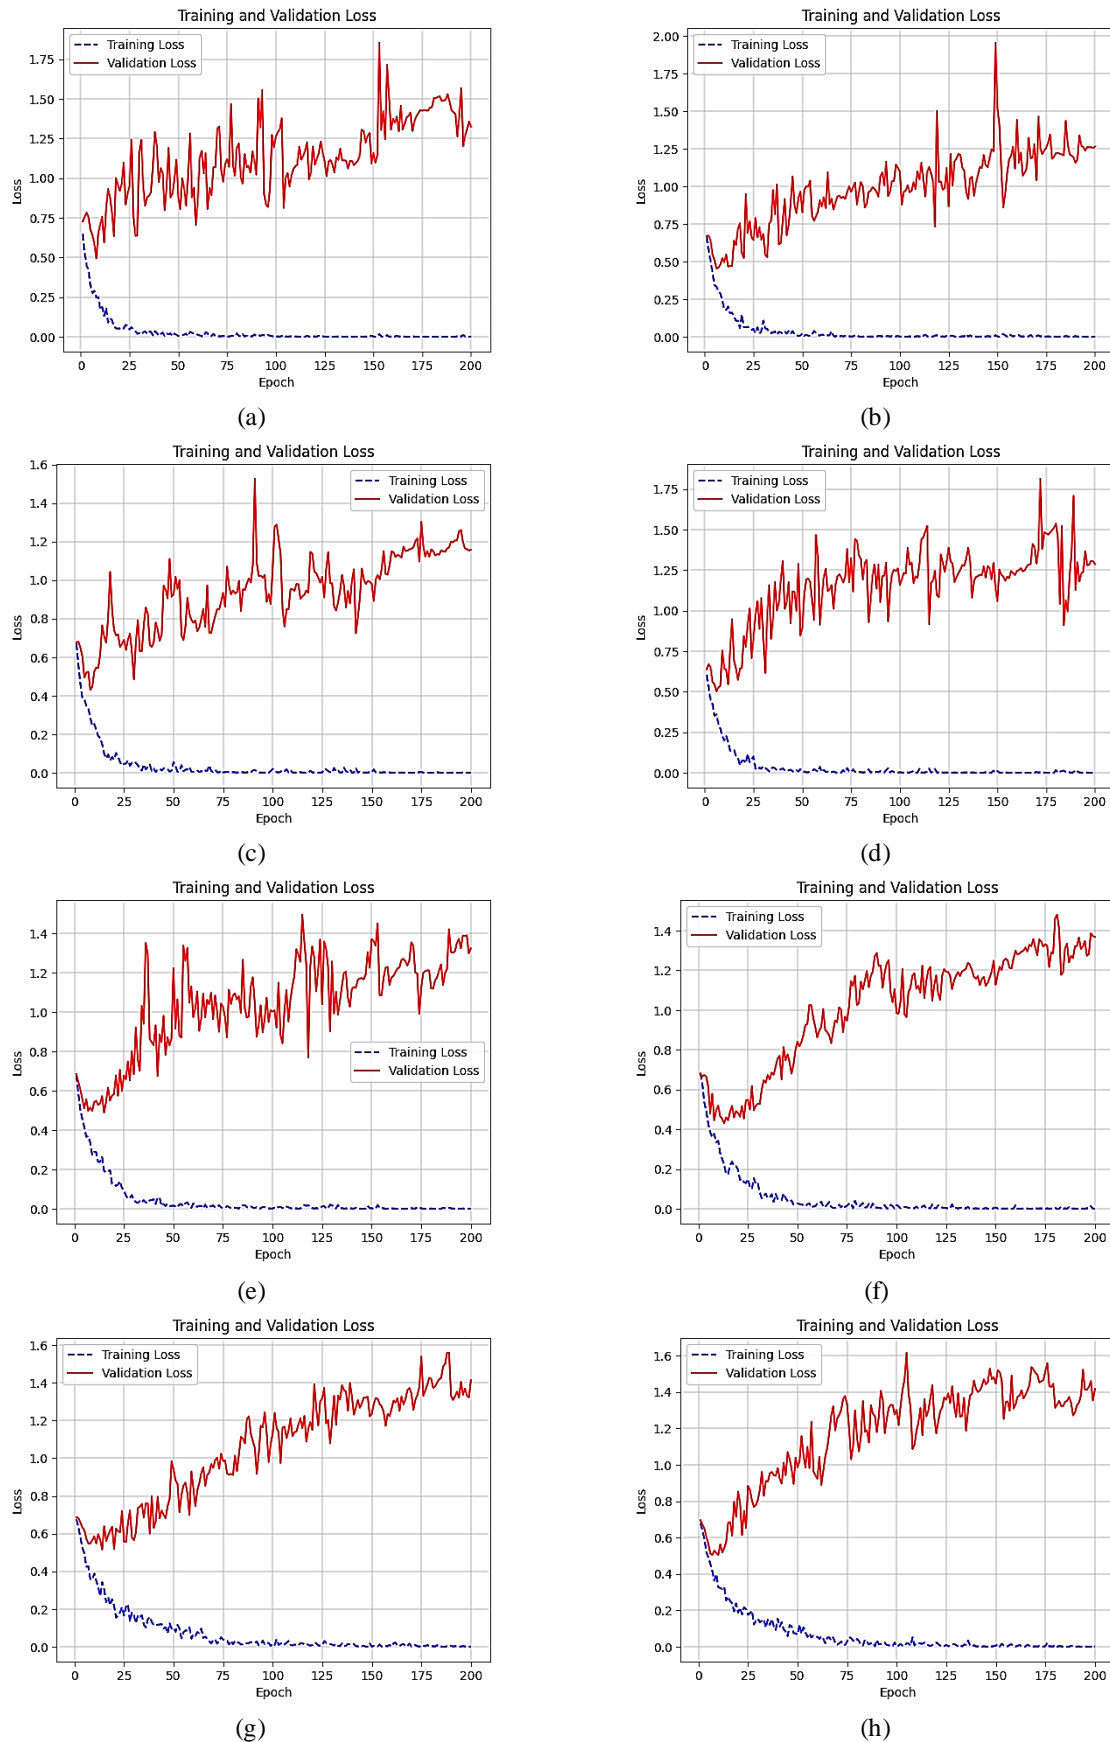 Training and Validation Loss
Training Loss
Validation Loss
Loss
1.75
1.50
1.25
1.00
0.75
0.50
0.25
0.00
0 25 50 75 100 125 150 175 200
Epoch
(a)
Training and Validation Loss
Training Loss
Validation Loss
Loss
2.00
1.75
1.50
1.25
1.00
0.75
0.50
0.25
0.00
0 25 50 75 100 125 150 175 200
Epoch
(b)
Training and Validation Loss
Training Loss
Validation Loss
Loss
1.6
1.4
1.2
1.0
0.8
0.6
0.4
0.2
0.0
0 25 50 75 100 125 150 175 200
Epoch
(c)
Training and Validation Loss
Training Loss
Validation Loss
Loss
1.75
1.50
1.25
1.00
0.75
0.50
0.25
0.00
0 25 50 75 100 125 150 175 200
Epoch
(d)
Training and Validation Loss
Training Loss
Validation Loss
Loss
1.4
1.2
1.0
0.8
0.6
0.4
0.2
0.0
0 25 50 75 100 125 150 175 200
Epoch
(e)
Training and Validation Loss
Training Loss
Validation Loss
Loss
1.4
1.2
1.0
0.8
0.6
0.4
0.2
0.0
0 25 50 75 100 125 150 175 200
Epoch
(f)
Training and Validation Loss
Training Loss
Validation Loss
Loss
1.6
1.4
1.2
1.0
0.8
0.6
0.4
0.2
0.0
0 25 50 75 100 125 150 175 200
Epoch
(g)
Training and Validation Loss
Training Loss
Validation Loss
Loss
1.6
1.4
1.2
1.0
0.8
0.6
0.4
0.2
0.0
0 25 50 75 100 125 150 175 200
Epoch
(h)